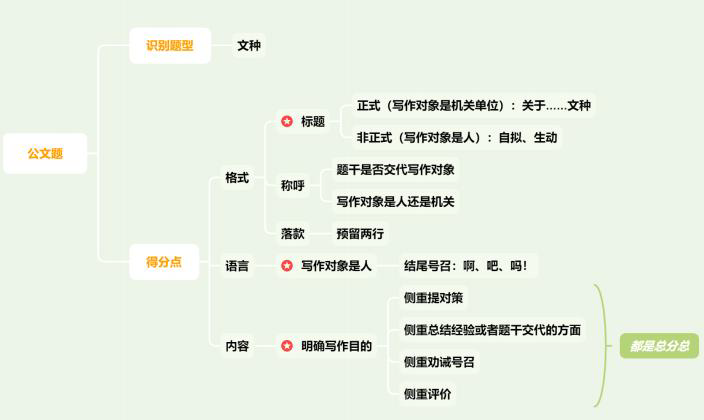 公文题
识别题型
文种
得分点
格式
标题
正式（写作对象是机关单位）：关于……文种
非正式（写作对象是人）：自拟、生动
称呼
题干是否交代写作对象
写作对象是人还是机关
落款
预留两行
语言
写作对象是人
结尾号召：啊、吧、吗！
内容
明确写作目的
侧重提对策
侧重总结经验或者题干交代的方面
侧重劝诫号召
侧重评价
都是总分总